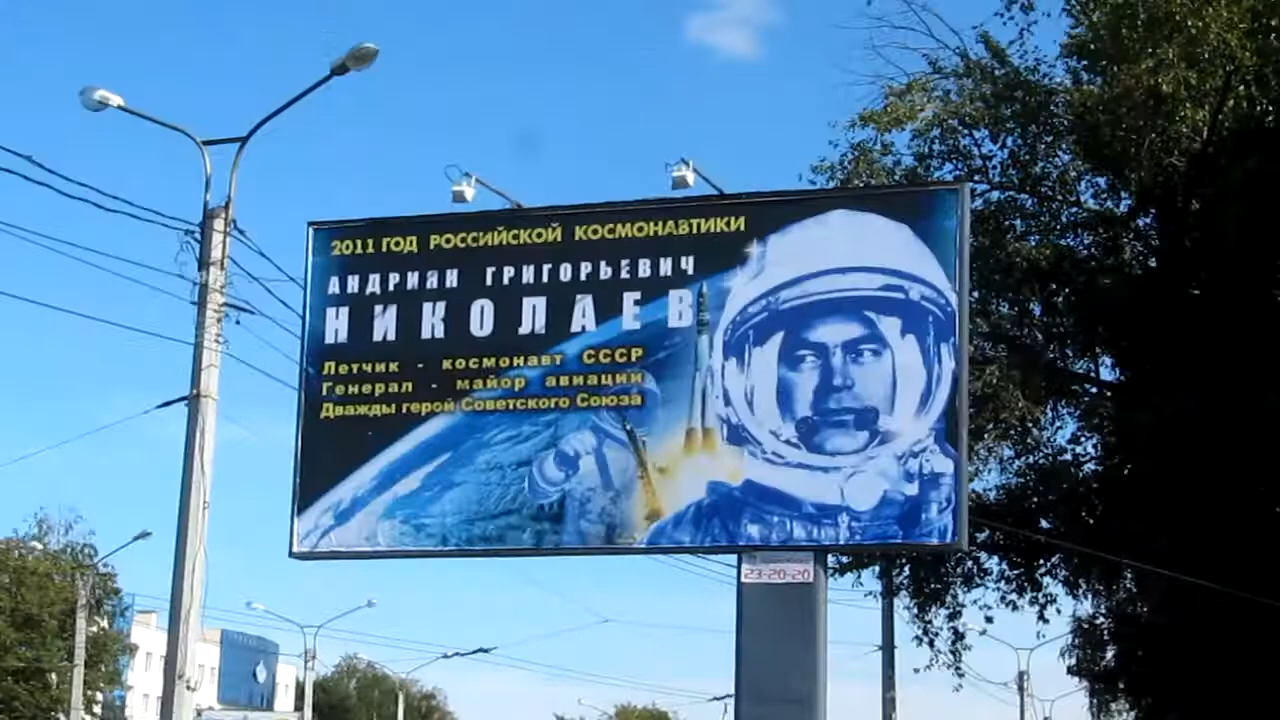 2011 ГОД РОССИЙСКОЙ КОСМОНАВТИКИ
АНДРИЯН ГРИГОРЬЕВИЧ
НИКОЛАЕВ
Летчик - космонавт СССР
Генерал - майор авиации
Дважды герой Советского Союза
23-20-20